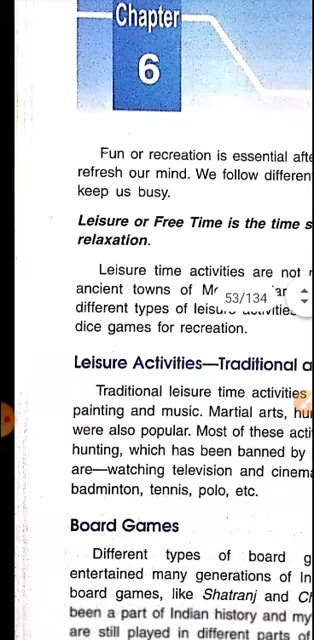 Chapter
6
Fun or recreation is essential afte
refresh our mind. We follow differen
keep us busy.
Leisure or Free Time is the time s
relaxation.
Leisure time activities are not
ancient towns of
53/134
different types of
dice games for recreation.
Leisure Activities—Traditional a
Traditional leisure time activities
painting and music. Martial arts, hu
were also popular. Most of these acti
hunting, which has been banned by
are—watching television and cinema
badminton, tennis, polo, etc.
Board Games
Different types of board g
entertained many generations of In
board games, like Shatranj and Ch
been a part of Indian history and my
are still played in different parts of